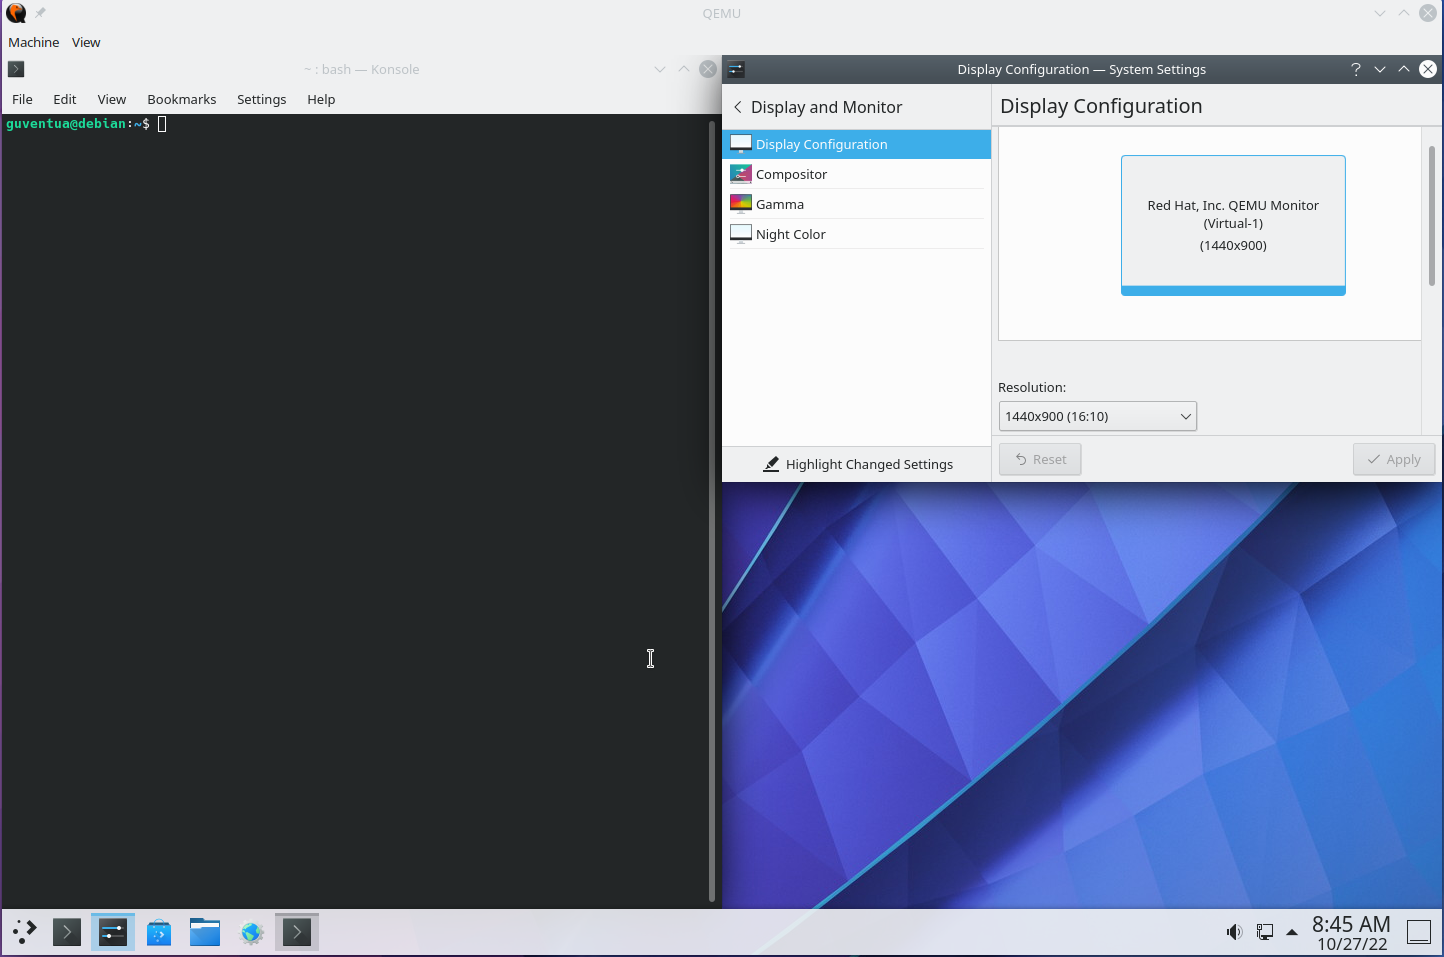 QEMU
Machine View
~ : bash — Konsole
File Edit View Bookmarks Settings Help
guventua@debian:~$
Display Configuration — System Settings
?
Display and Monitor
Display Configuration
Compositor
Gamma
Night Color
Highlight Changed Settings
Display Configuration
Red Hat, Inc. QEMU Monitor
(Virtual-1)
(1440x900)
Resolution:
1440x900 (16:10)
Reset
Apply
8:45 AM
10/27/22